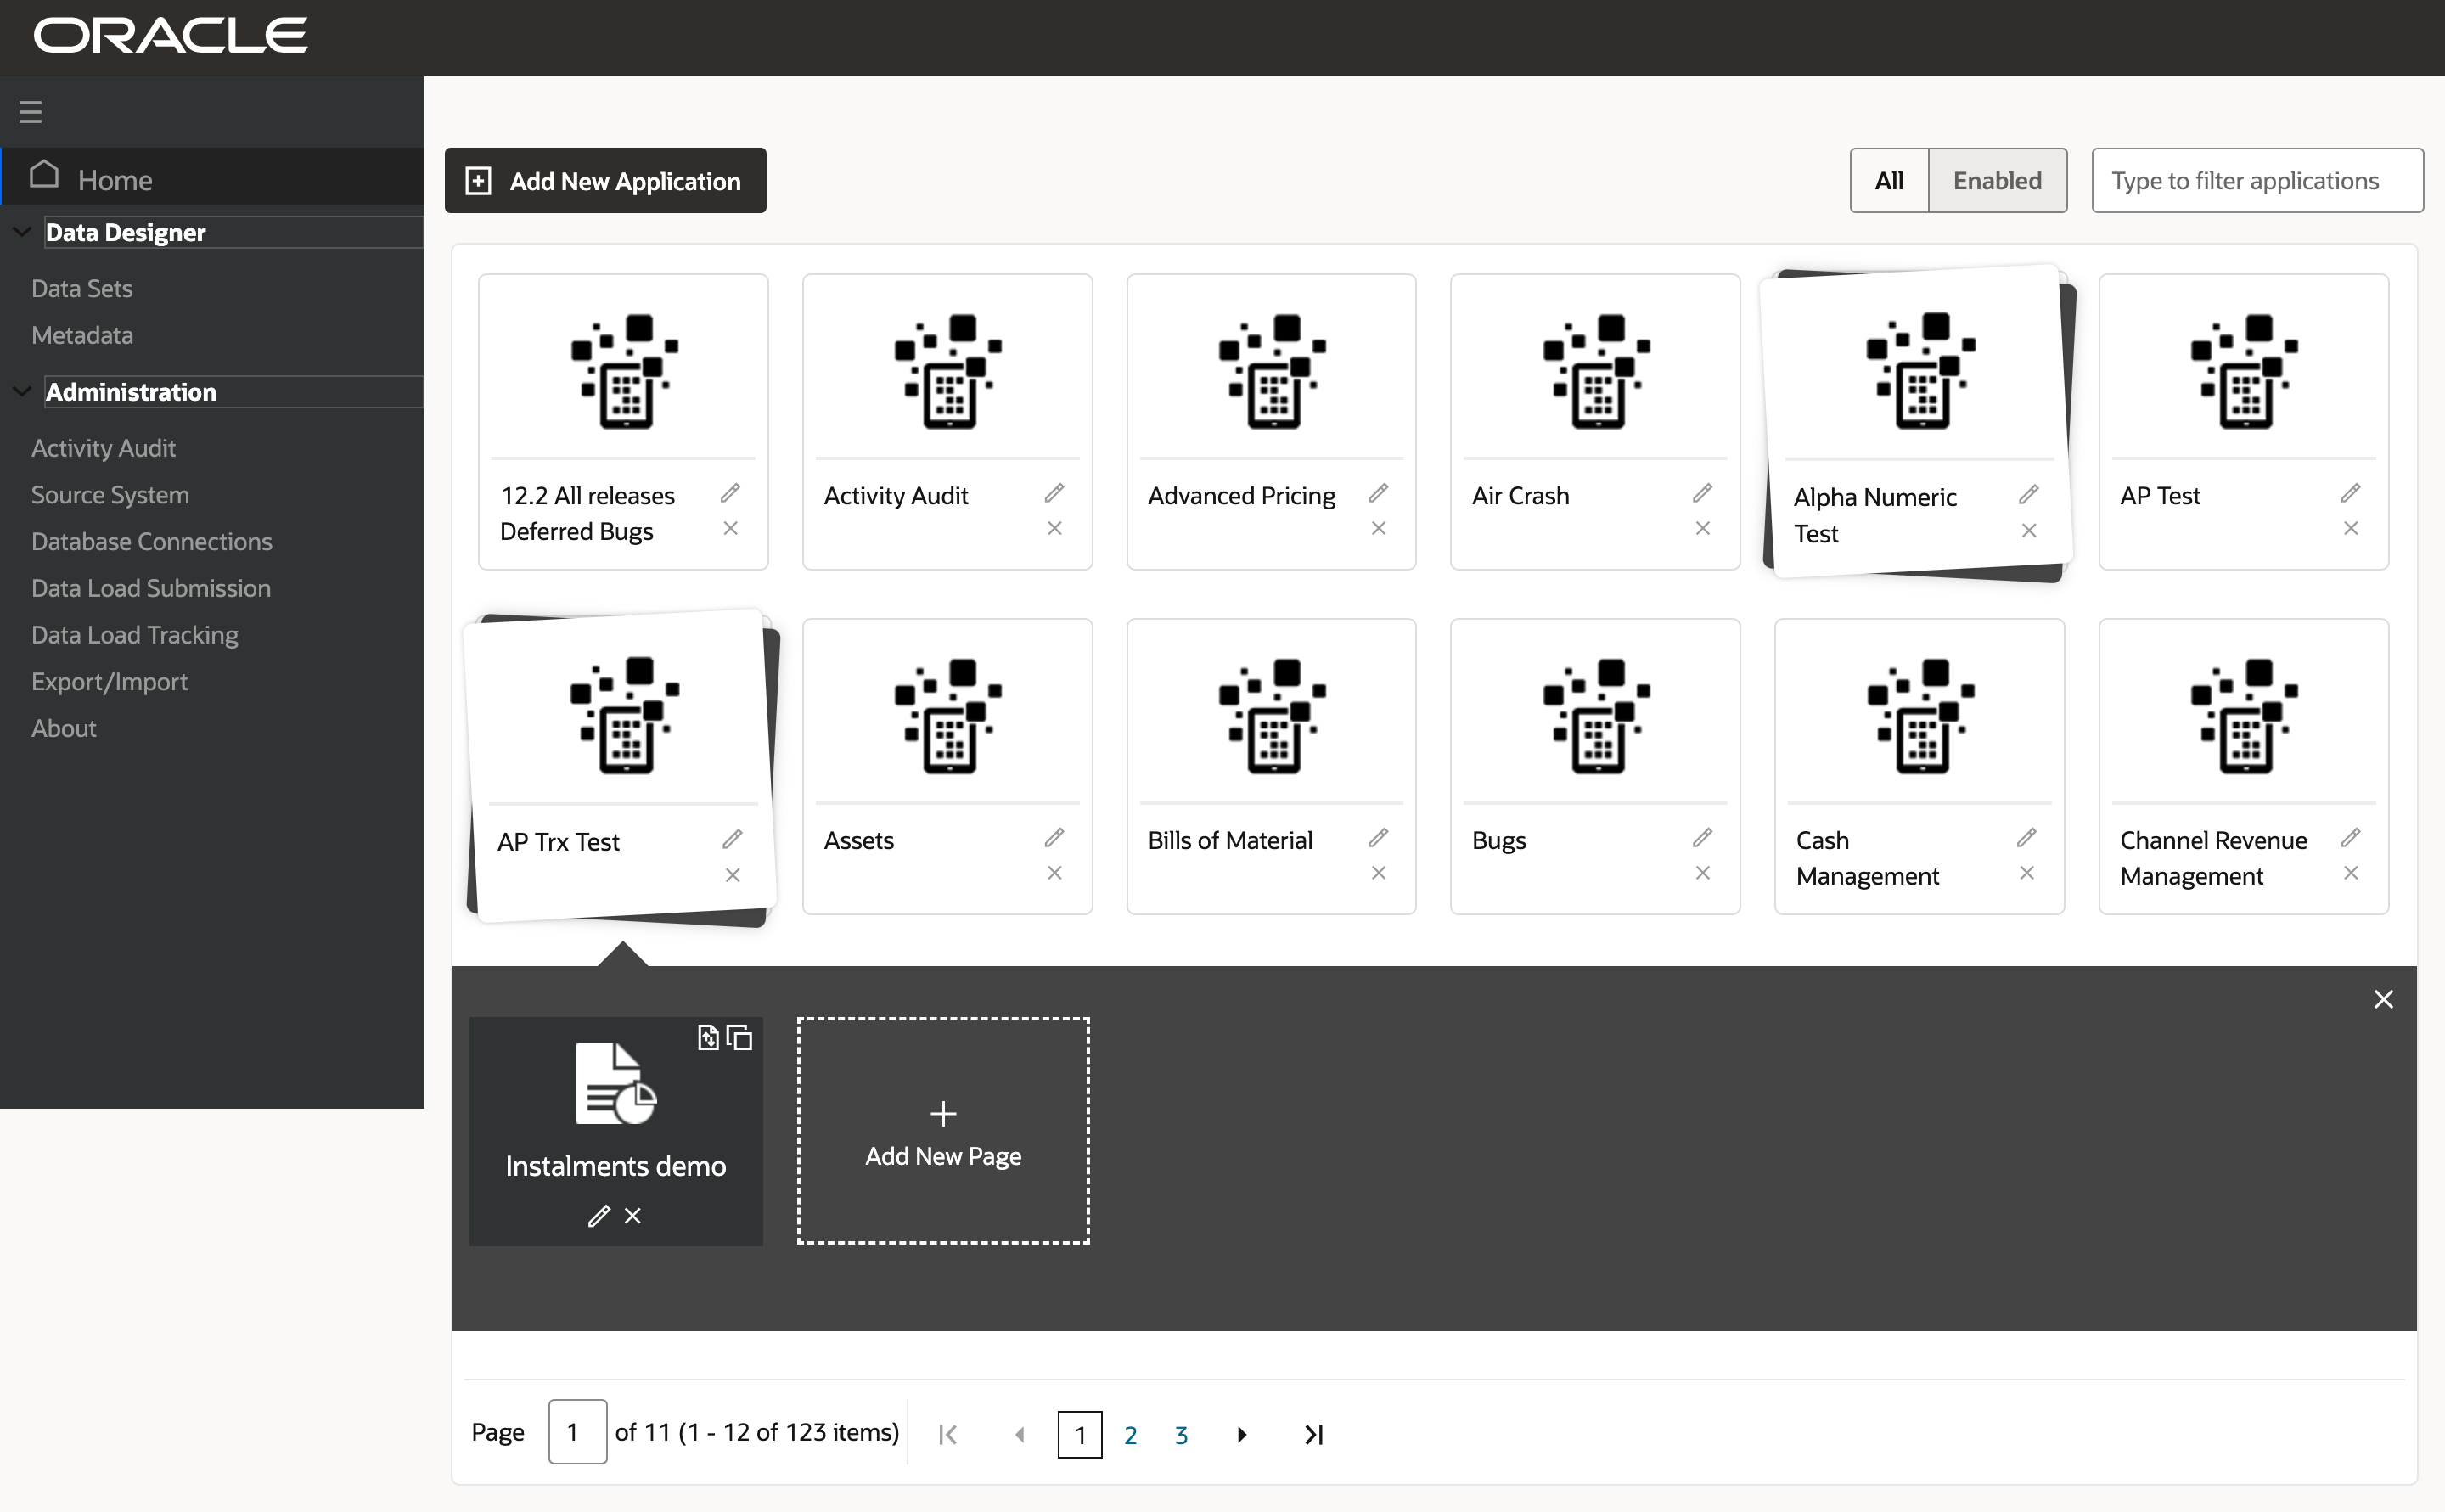 ORACLE
Home
Data Designer
Data Sets
Metadata
Administration
Activity Audit
Source System
Database Connections
Data Load Submission
Data Load Tracking
Export/Import
About
Add New Application
All
Enabled
Type to filter applications
12.2 All releases
Deferred Bugs
Activity Audit
Advanced Pricing
Air Crash
Alpha Numeric
Test
AP Test
AP Trx Test
Assets
Bills of Material
Bugs
Cash
Management
Channel Revenue
Management
Instalments demo
Add New Page
Page 1 of 11 (1 - 12 of 123 items) 1 2 3